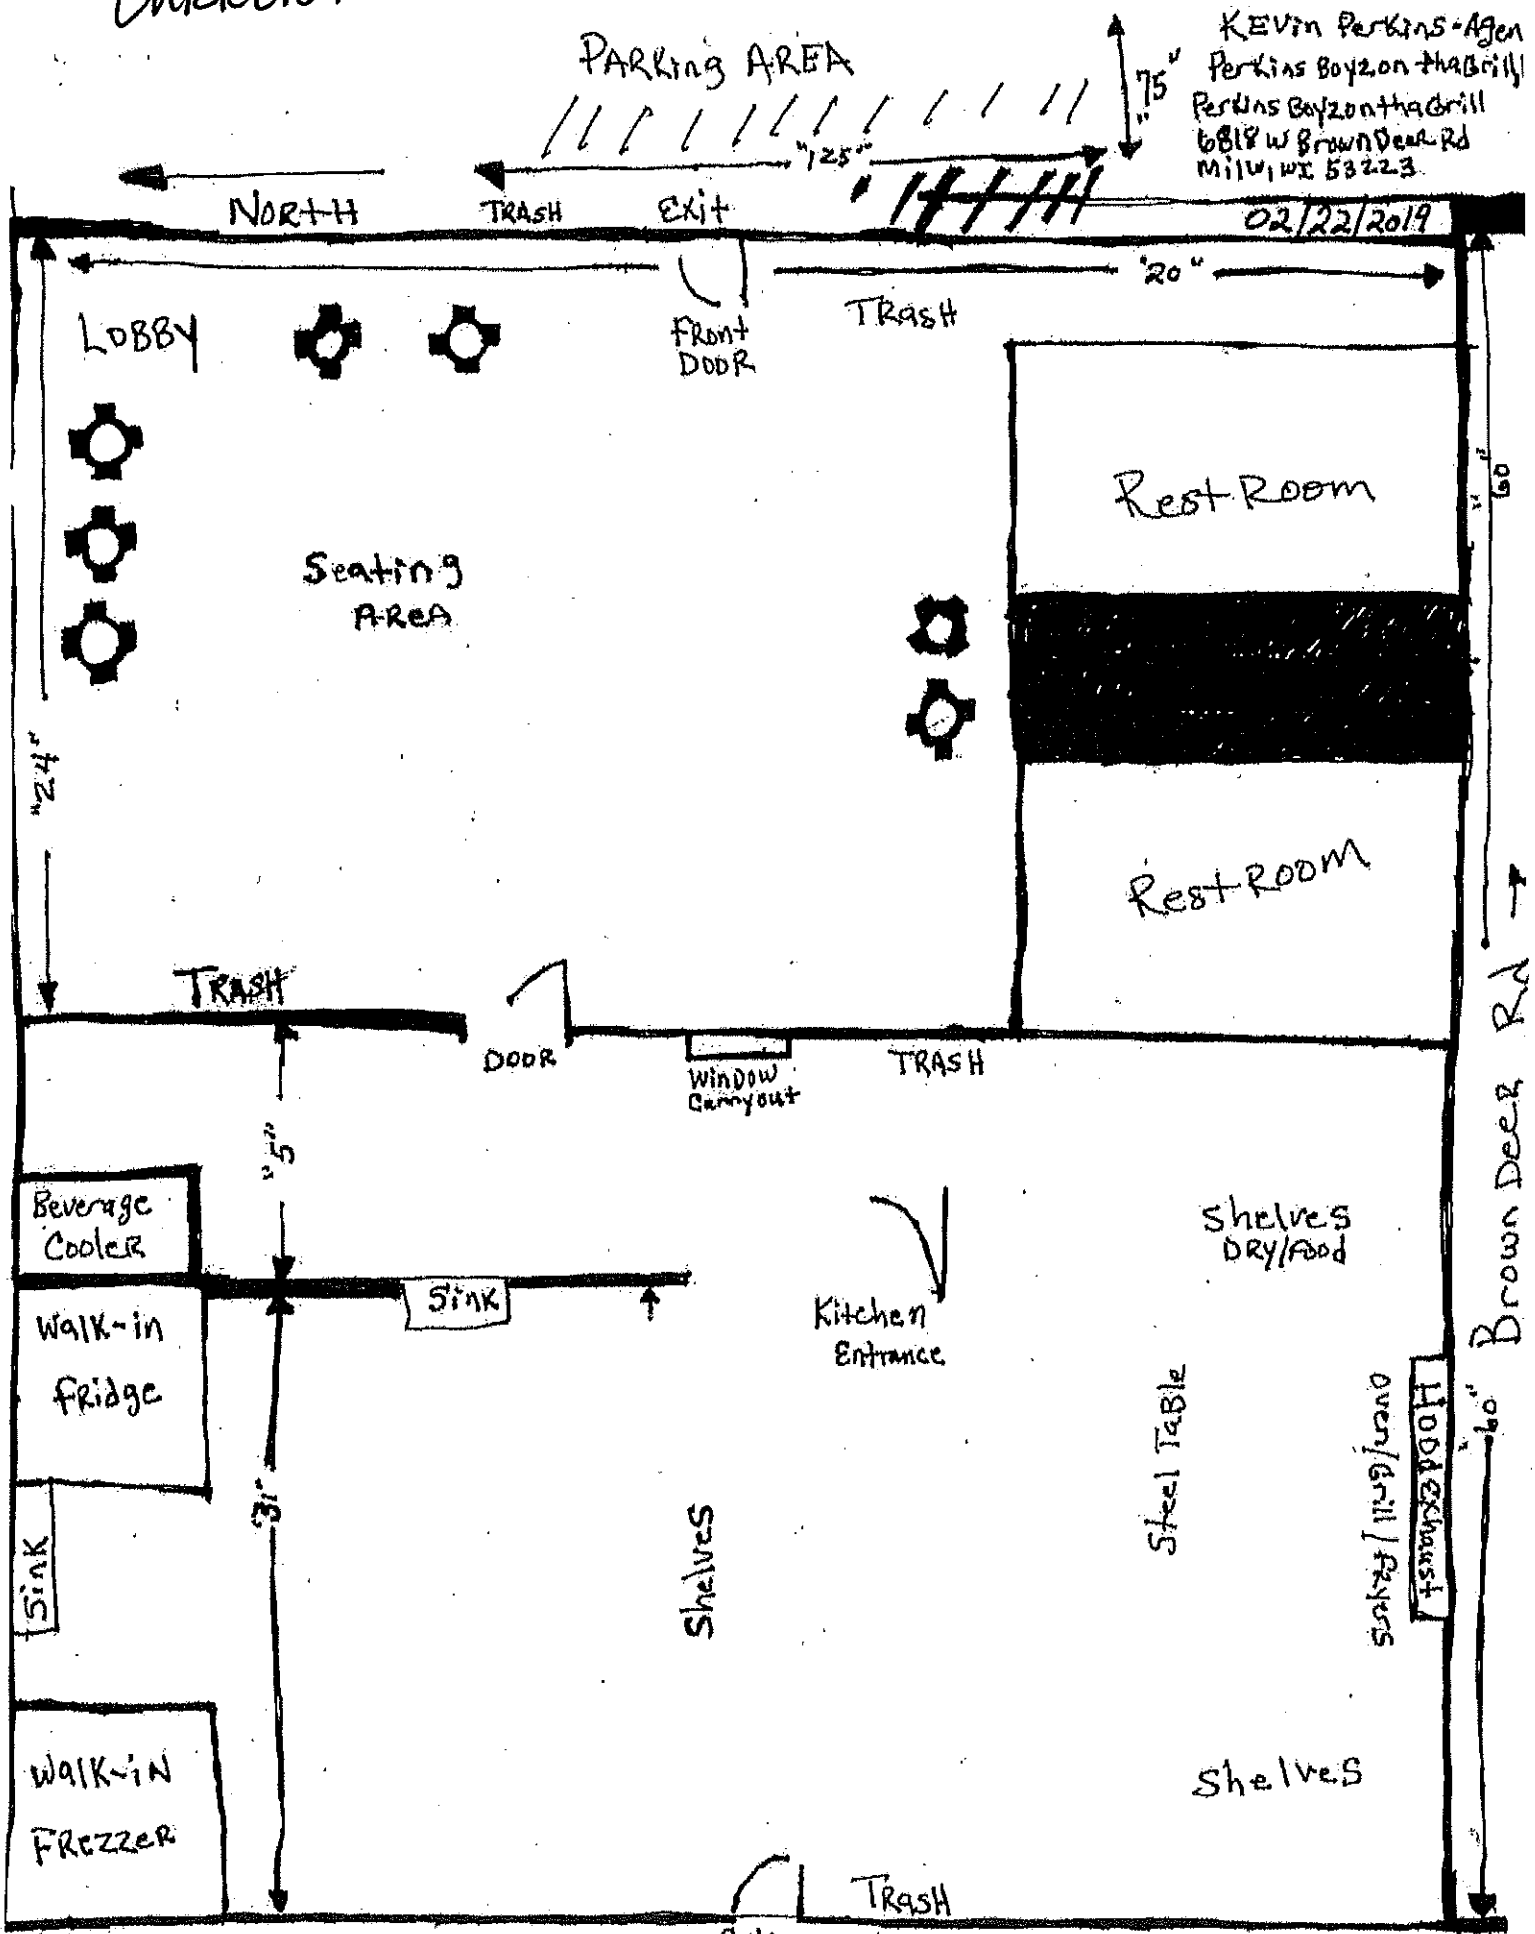 PARKing AREA
KEVin Perkins-Agen
Perkins Boyz on thaGrill
Perkins Boyzonthagrill
6818 W Brown Deer Rd
Milw, WI 53223
75"
"125"
NORTH
TRASH
Exit
02/22/2019
"20"
LOBBY
Front
DOOR
TRASH
Rest Room
"60"
Seating
AREA
"24"
Rest Room
TRASH
DOOR
WinDow
Carryout
TRASH
"5"
Beverage
CooleR
Shelves
DRY/Food
Brown Deer Rd
Sink
Walk-in
fRidge
Kitchen
Entrance
Steel TaBle
oven/Grill/fRyers
Hood exhaust
"60"
"31"
Sink
Shelves
Walk-iN
FRezzeR
Shelves
TRASH